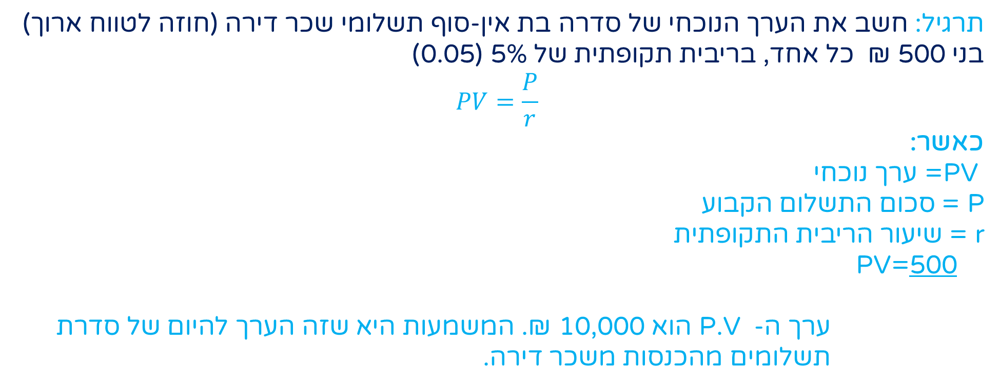 תרגיל: חשב את הערך הנוכחי של סדרה בת אין-סוף תשלומי שכר דירה (חוזה לטווח ארוך)
בני 500 ₪  כל אחד, בריבית תקופתית של 5% (0.05)
PV = P/r
כאשר:
PV= ערך נוכחי
P = סכום התשלום הקבוע
r = שיעור הריבית התקופתית
PV=500
ערך ה-  P.V הוא 10,000 ₪. המשמעות היא שזה הערך להיום של סדרת
תשלומים מהכנסות משכר דירה.